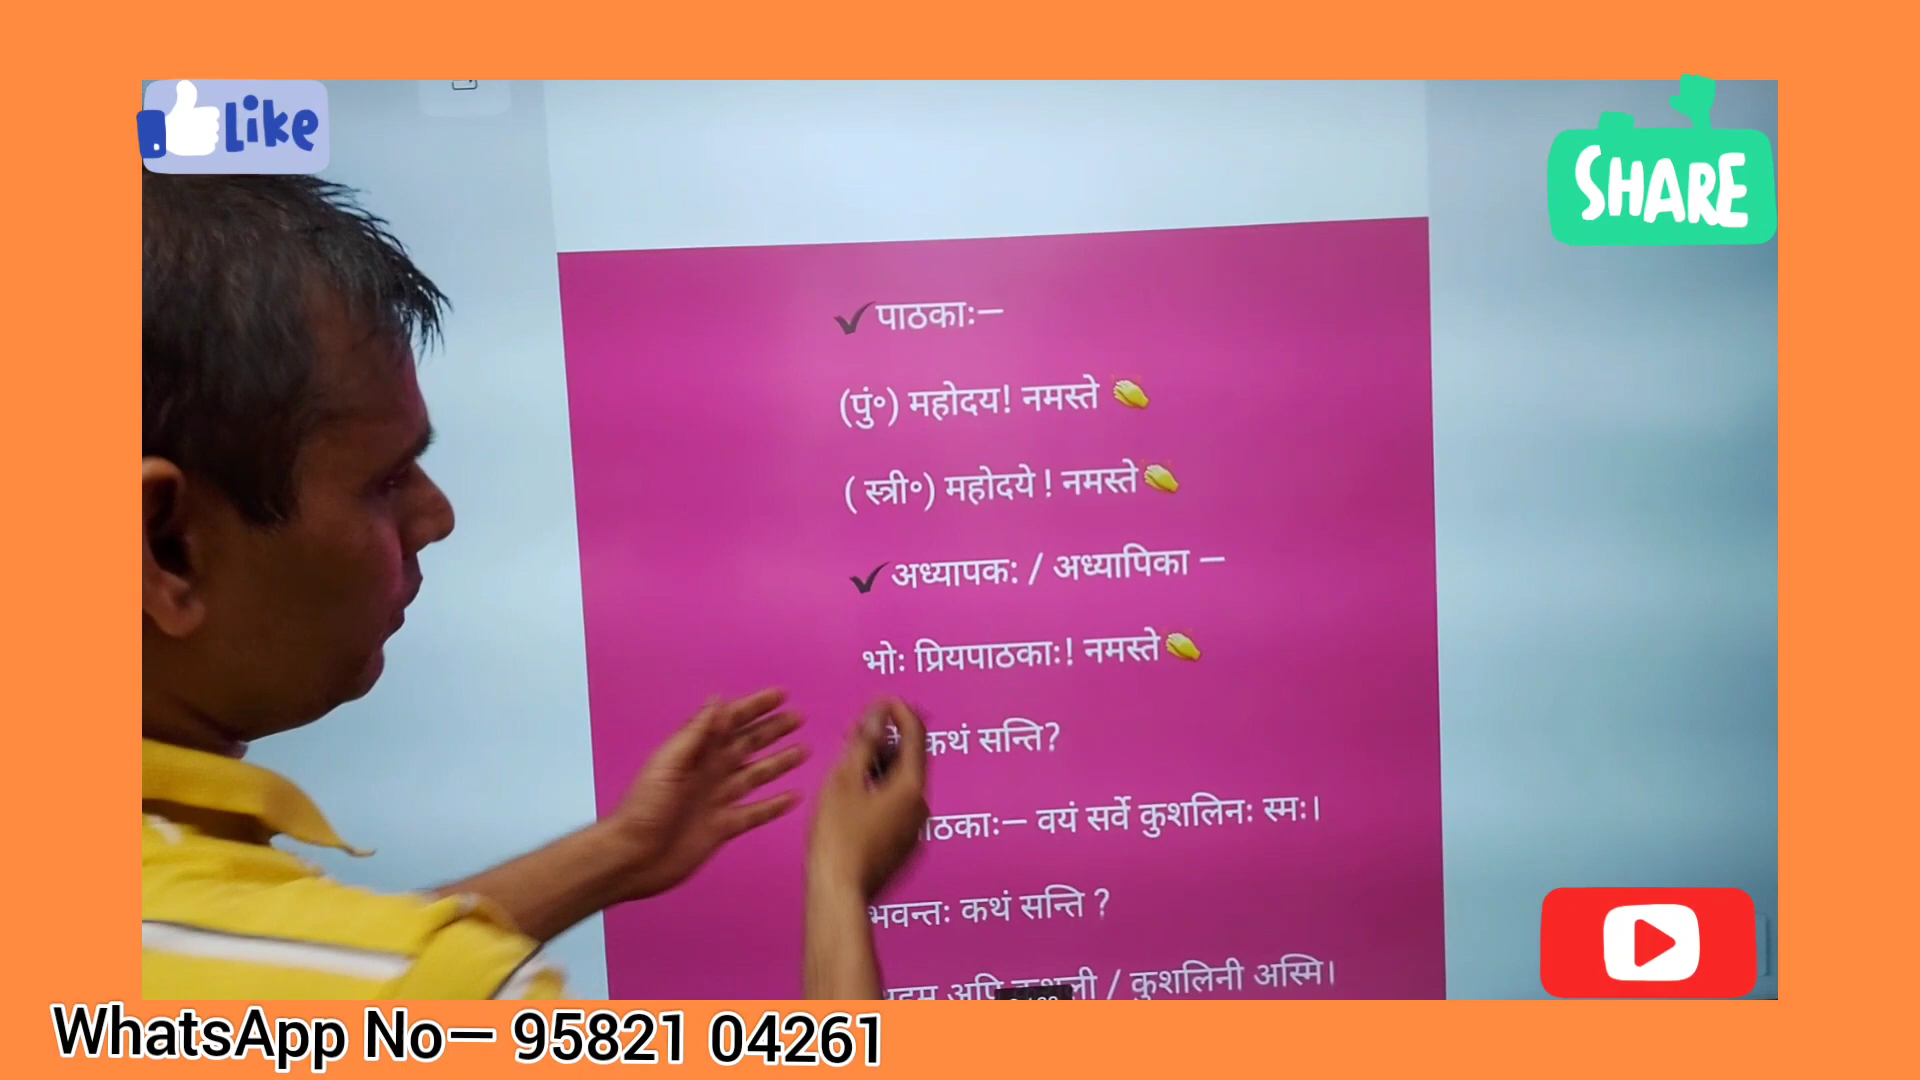 Like
SHARE
पाठकाः—
(पुं॰) महोदय! नमस्ते
( स्त्री॰) महोदये ! नमस्ते
अध्यापक: / अध्यापिका —
भोः प्रियपाठकाः! नमस्ते
कथं सन्ति?
वयं सर्वे कुशलिनः स्मः।
भवन्तः कथं सन्ति ?
अपि / कुशलिनी अस्मि।
WhatsApp No— 95821 04261